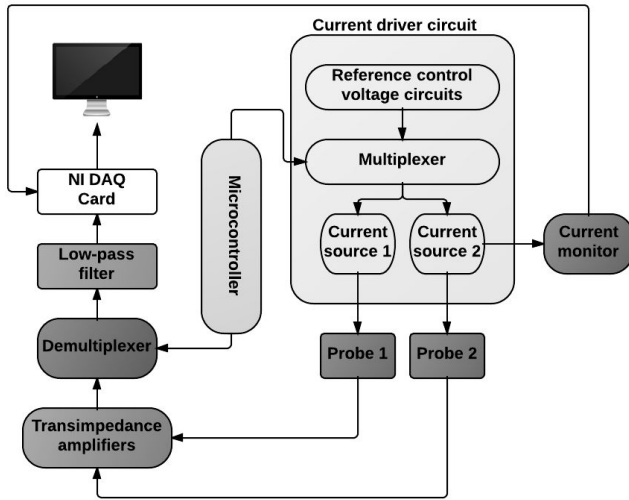 Current driver circuit
Reference control
voltage circuits
Multiplexer
Microcontroller
NI DAQ
Card
Current
source 1
Current
source 2
Current
monitor
Low-pass
filter
Demultiplexer
Probe 1
Probe 2
Transimpedance
amplifiers